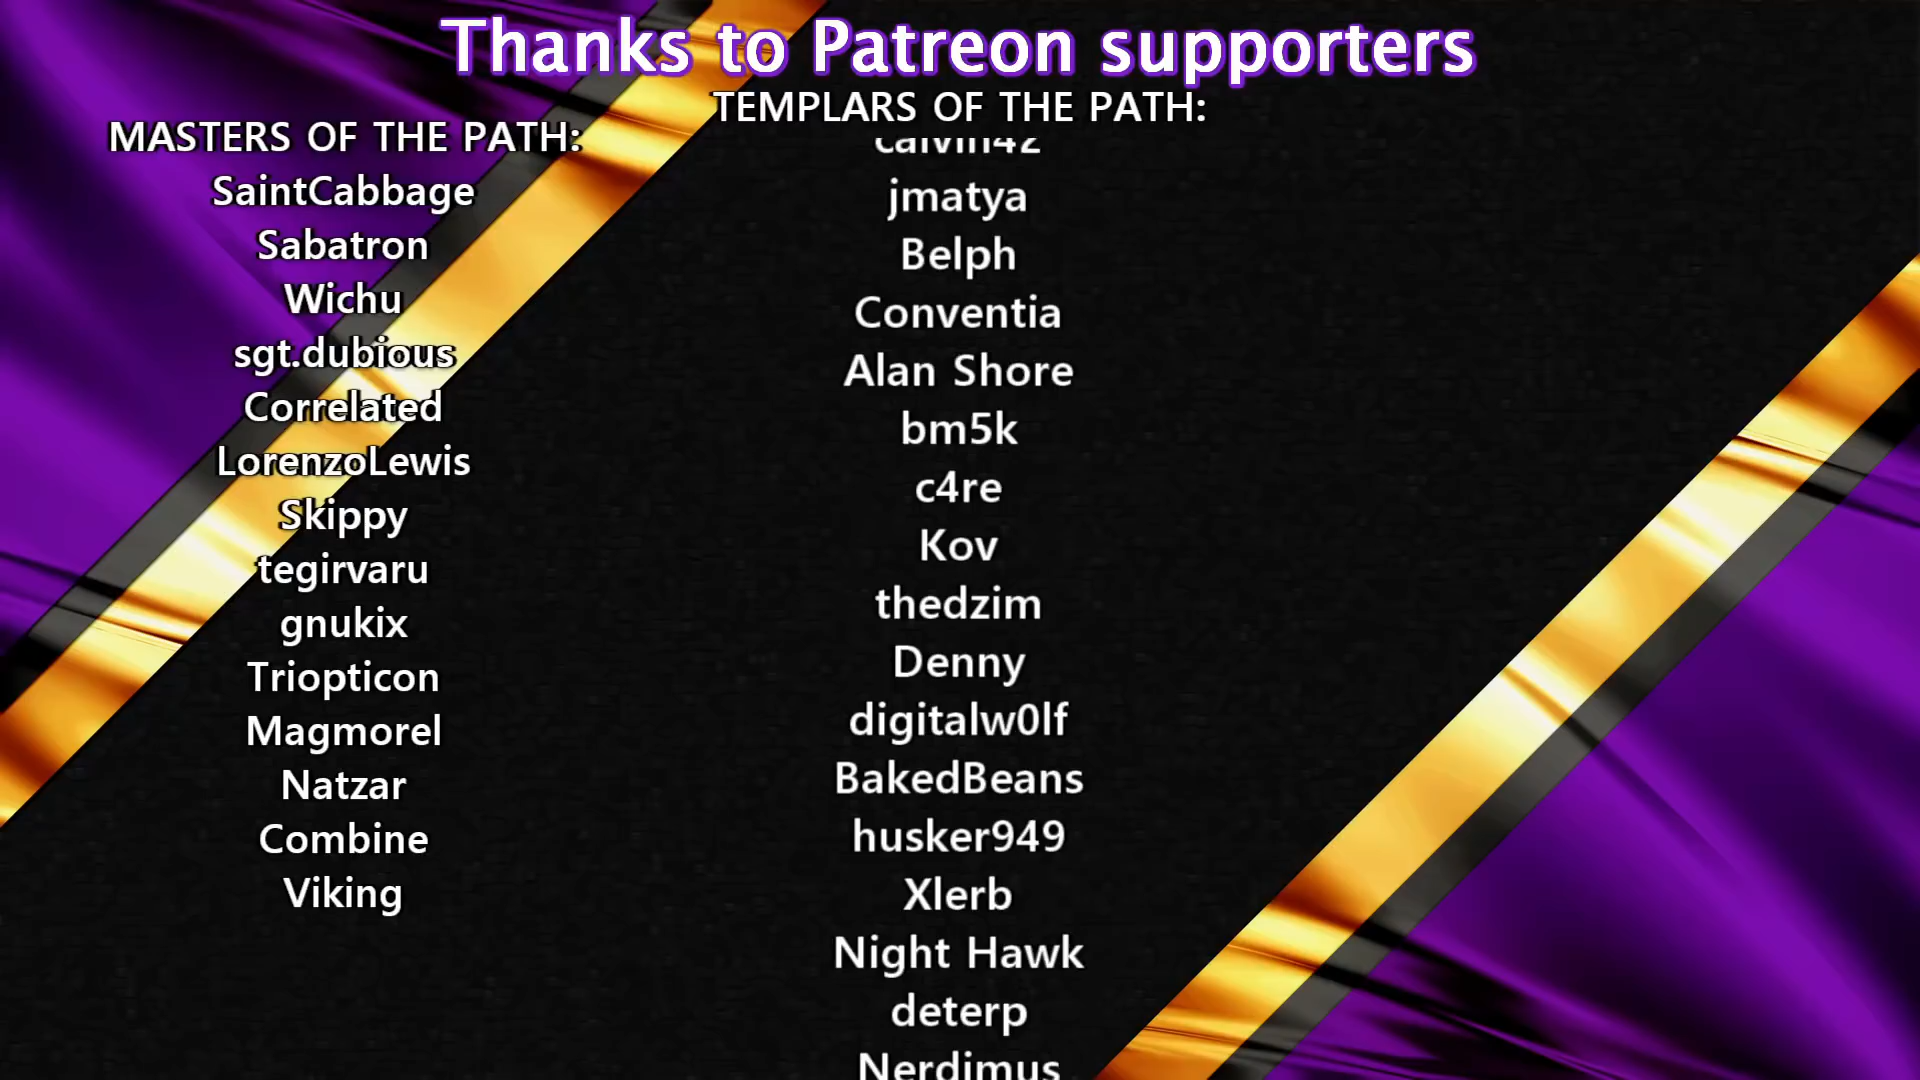 Thanks to Patreon supporters
MASTERS OF THE PATH:
SaintCabbage
Sabatron
Wichu
sgt.dubious
Correlated
LorenzoLewis
Skippy
tegirvaru
gnukix
Triopticon
Magmorel
Natzar
Combine
Viking
TEMPLARS OF THE PATH:
calvin42
jmatya
Belph
Conventia
Alan Shore
bm5k
c4re
Kov
thedzim
Denny
digitalw0lf
BakedBeans
husker949
Xlerb
Night Hawk
deterp
Nerdimus